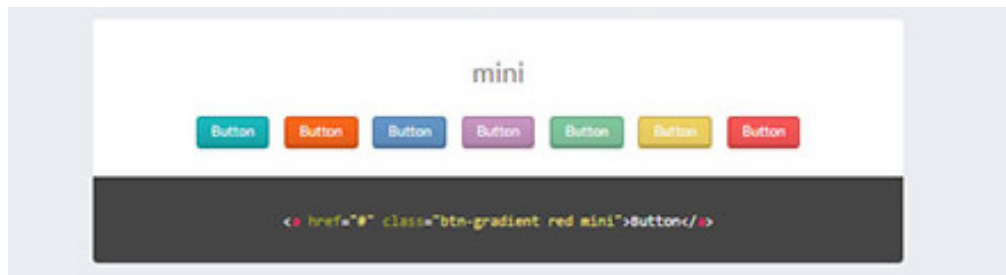 mini
Button Button Button Button Button Button Button
<a href="#" class="btn-gradient red mini">Button</a>